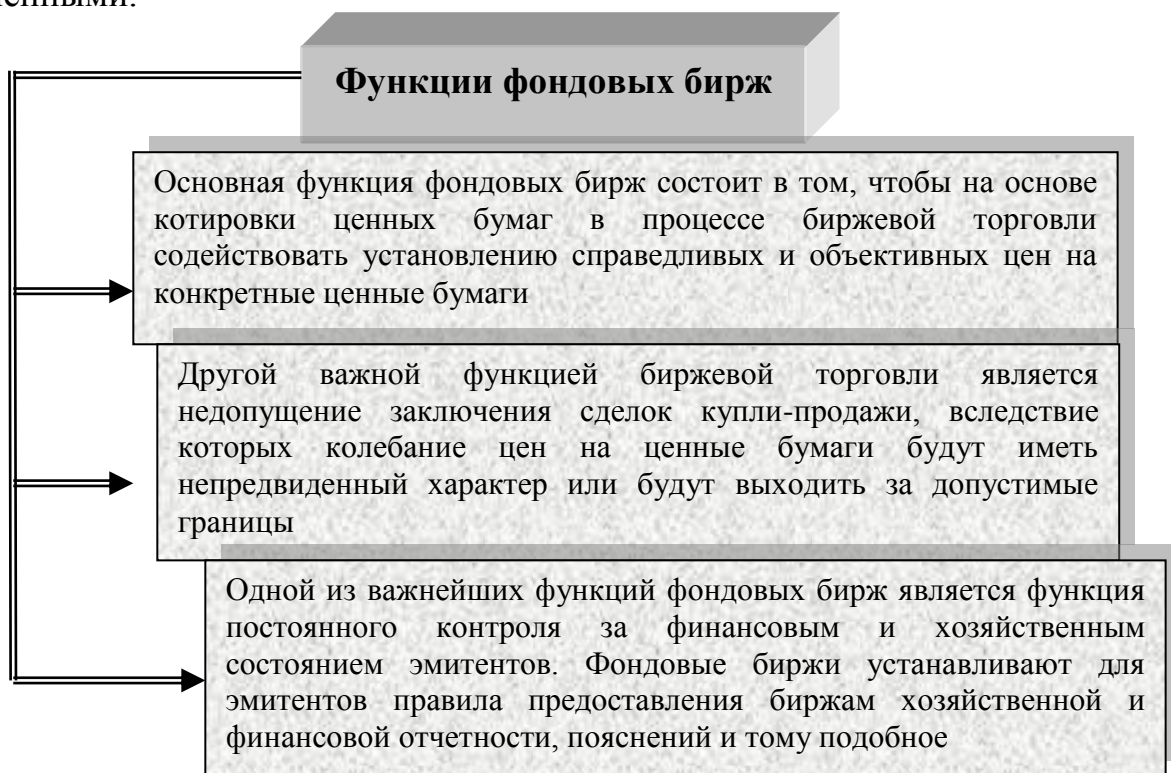 Функции фондовых бирж
Основная функция фондовых бирж состоит в том, чтобы на основе
котировки ценных бумаг в процессе биржевой торговли
содействовать установлению справедливых и объективных цен на
конкретные ценные бумаги
Другой важной функцией биржевой торговли является
недопущение заключения сделок купли-продажи, вследствие
которых колебание цен на ценные бумаги будут иметь
непредвиденный характер или будут выходить за допустимые
границы
Одной из важнейших функций фондовых бирж является функция
постоянного контроля за финансовым и хозяйственным
состоянием эмитентов. Фондовые биржи устанавливают для
эмитентов правила предоставления биржам хозяйственной и
финансовой отчетности, пояснений и тому подобное